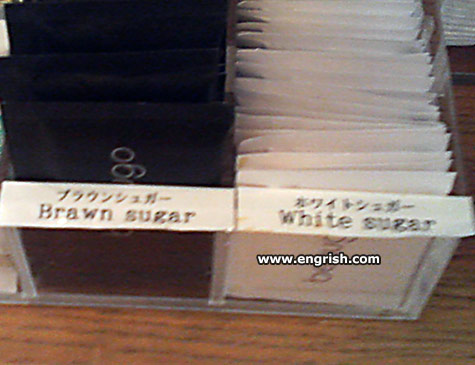 ブラウンシュガー
Brawn sugar
ホワイトシュガー
White sugar
www.engrish.com